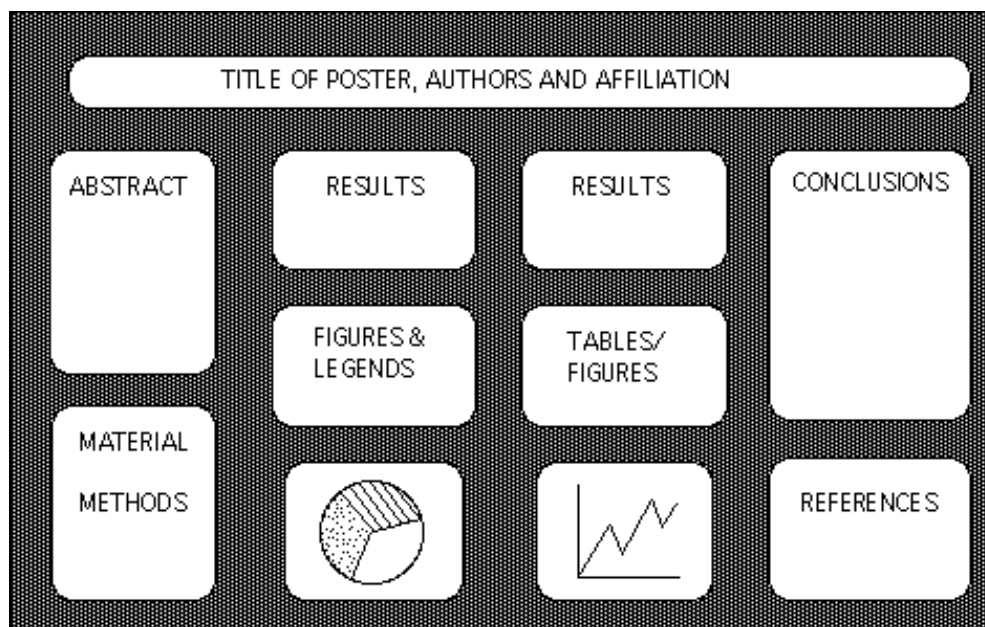 TITLE OF POSTER, AUTHORS AND AFFILIATION
ABSTRACT
MATERIAL
METHODS
RESULTS
FIGURES &
LEGENDS
RESULTS
TABLES/
FIGURES
CONCLUSIONS
REFERENCES